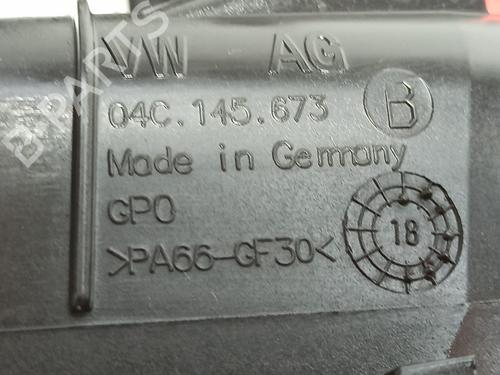 VW AG
04C.145.673 B
Made in Germany
GPO
>PA66-GF30<
18
B-PARTS